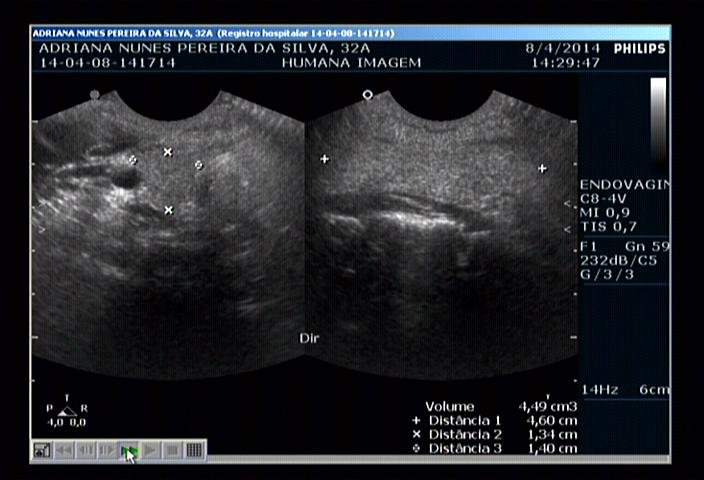 ADRIANA NUNES PEREIRA DA SILVA, 32A (Registro hospitalar 14-04-08-141714)
ADRIANA NUNES PEREIRA DA SILVA, 32A 8/4/2014 PHILIPS
14-04-08-141714 HUMANA IMAGEM 14:29:47
ENDOVAGIN
C8-4V
MI 0,9
TIS 0,7
F1 Gn 59
232dB/C5
G/3/3
Dir
14Hz 6cm
T
P R
4,0 8,0
Volume 4,49 cm3
+ Distância 1 4,60 cm
× Distância 2 1,34 cm
Distância 3 1,40 cm